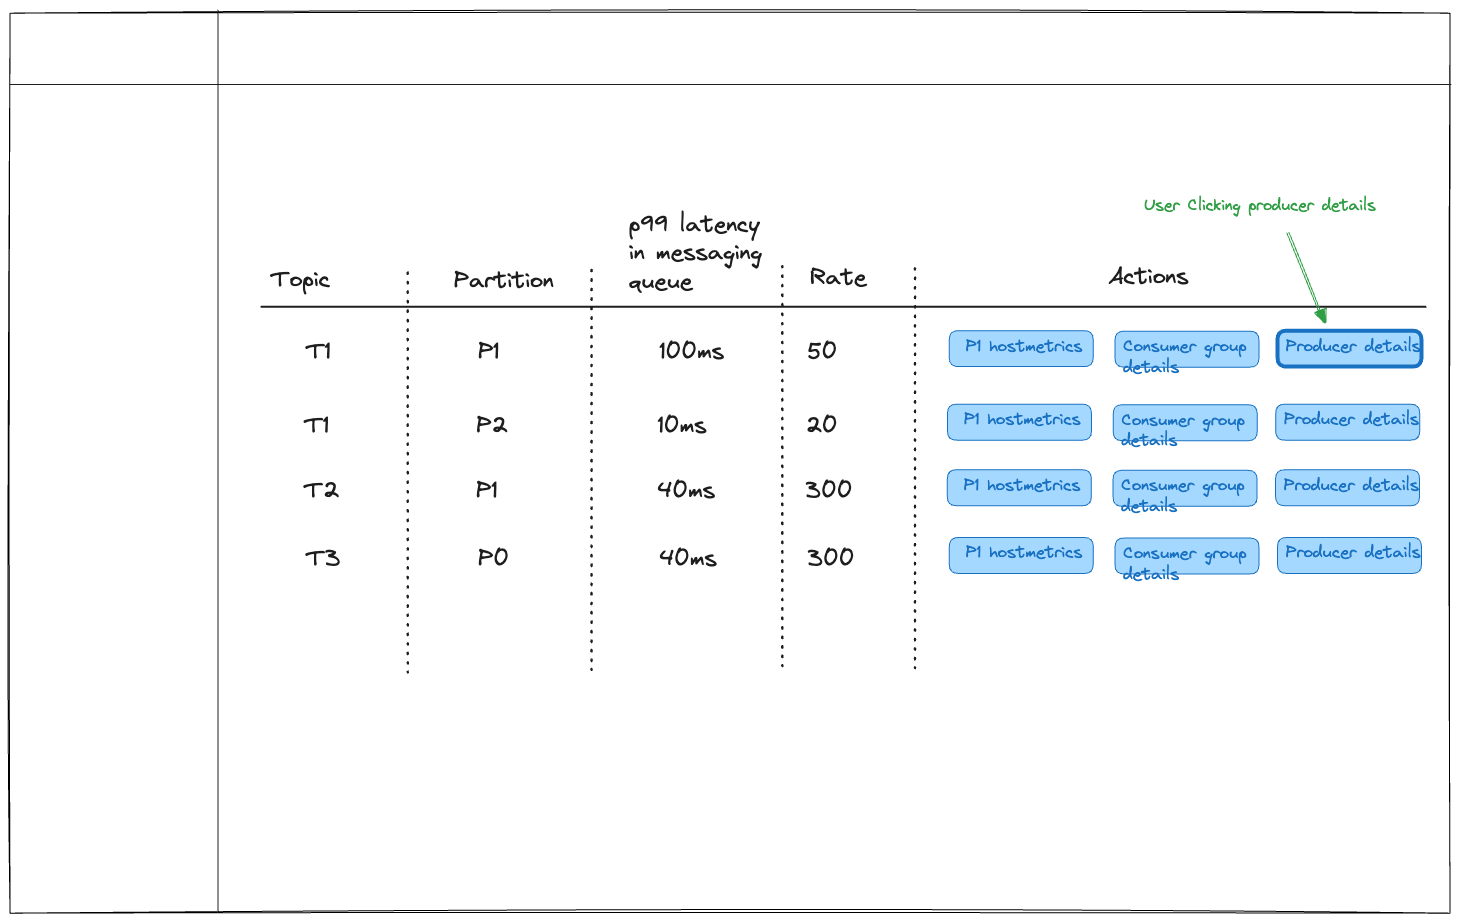 User Clicking producer details
p99 latency
in messaging
queue
Topic
Partition
Rate
Actions
T1
P1
100ms
50
P1 hostmetrics
Consumer group
details
Producer details
T1
P2
10ms
20
P1 hostmetrics
Consumer group
details
Producer details
T2
P1
40ms
300
P1 hostmetrics
Consumer group
details
Producer details
T3
P0
40ms
300
P1 hostmetrics
Consumer group
details
Producer details